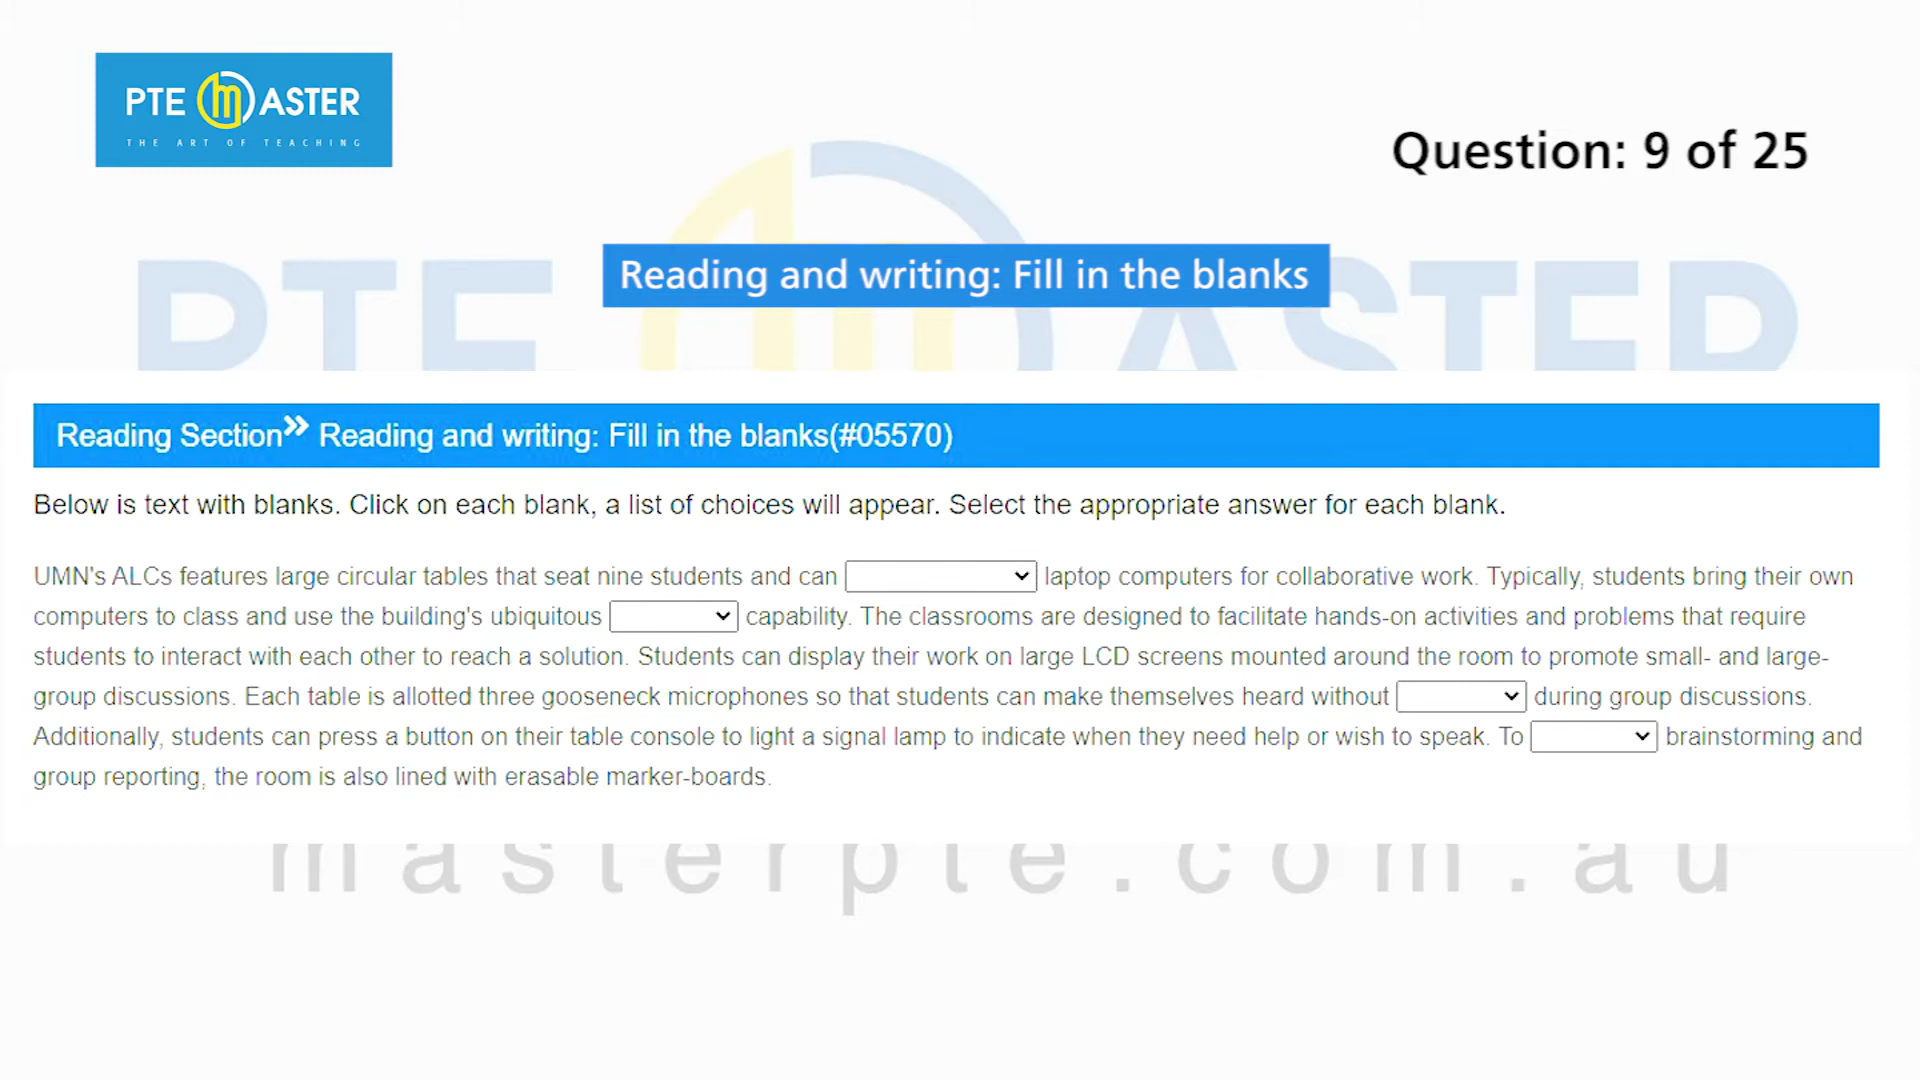 PTE MASTER
THE ART OF TEACHING
Question: 9 of 25
PTE MASTER
Reading and writing: Fill in the blanks
Reading Section» Reading and writing: Fill in the blanks(#05570)
Below is text with blanks. Click on each blank, a list of choices will appear. Select the appropriate answer for each blank.
UMN's ALCs features large circular tables that seat nine students and can laptop computers for collaborative work. Typically, students bring their own
computers to class and use the building's ubiquitous capability. The classrooms are designed to facilitate hands-on activities and problems that require
students to interact with each other to reach a solution. Students can display their work on large LCD screens mounted around the room to promote small- and large-
group discussions. Each table is allotted three gooseneck microphones so that students can make themselves heard without during group discussions.
Additionally, students can press a button on their table console to light a signal lamp to indicate when they need help or wish to speak. To brainstorming and
group reporting, the room is also lined with erasable marker-boards.
masterpte.com.au